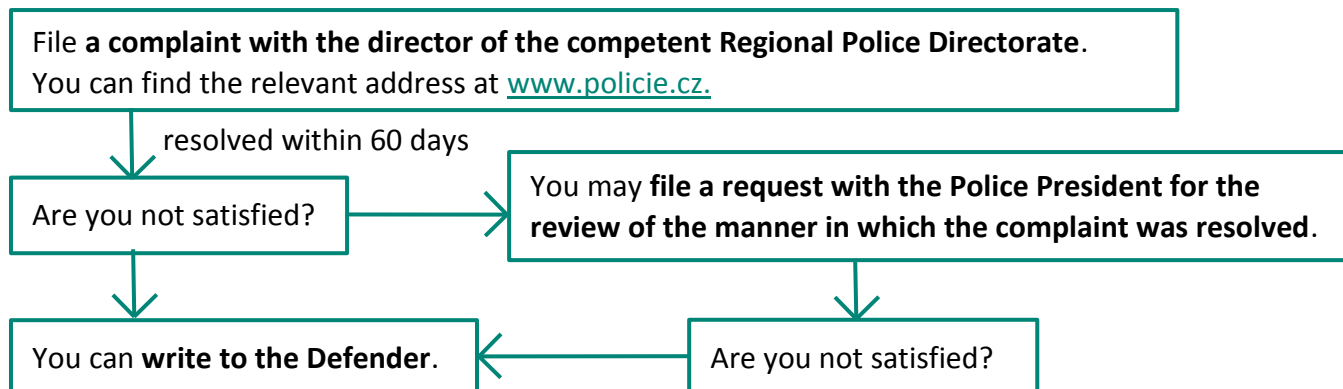 File a complaint with the director of the competent Regional Police Directorate.
You can find the relevant address at www.policie.cz.
resolved within 60 days
Are you not satisfied?
You may file a request with the Police President for the
review of the manner in which the complaint was resolved.
You can write to the Defender.
Are you not satisfied?